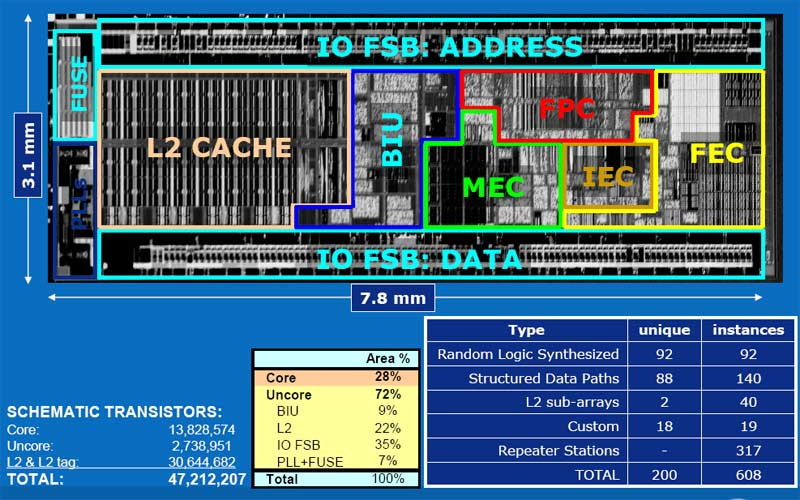 IO FSB: ADDRESS
FUSE
L2 CACHE
BIU
FPC
FEC
MEC
IEC
PLLs
IO FSB: DATA
3.1 mm
7.8 mm
Type unique instances
Random Logic Synthesized 92 92
Structured Data Paths 88 140
L2 sub-arrays 2 40
Custom 18 19
Repeater Stations - 317
TOTAL 200 608
Area %
Core 28%
Uncore 72%
BIU 9%
L2 22%
IO FSB 35%
PLL+FUSE 7%
Total 100%
SCHEMATIC TRANSISTORS:
Core: 13,828,574
Uncore: 2,738,951
L2 & L2 tag: 30,644,682
TOTAL: 47,212,207